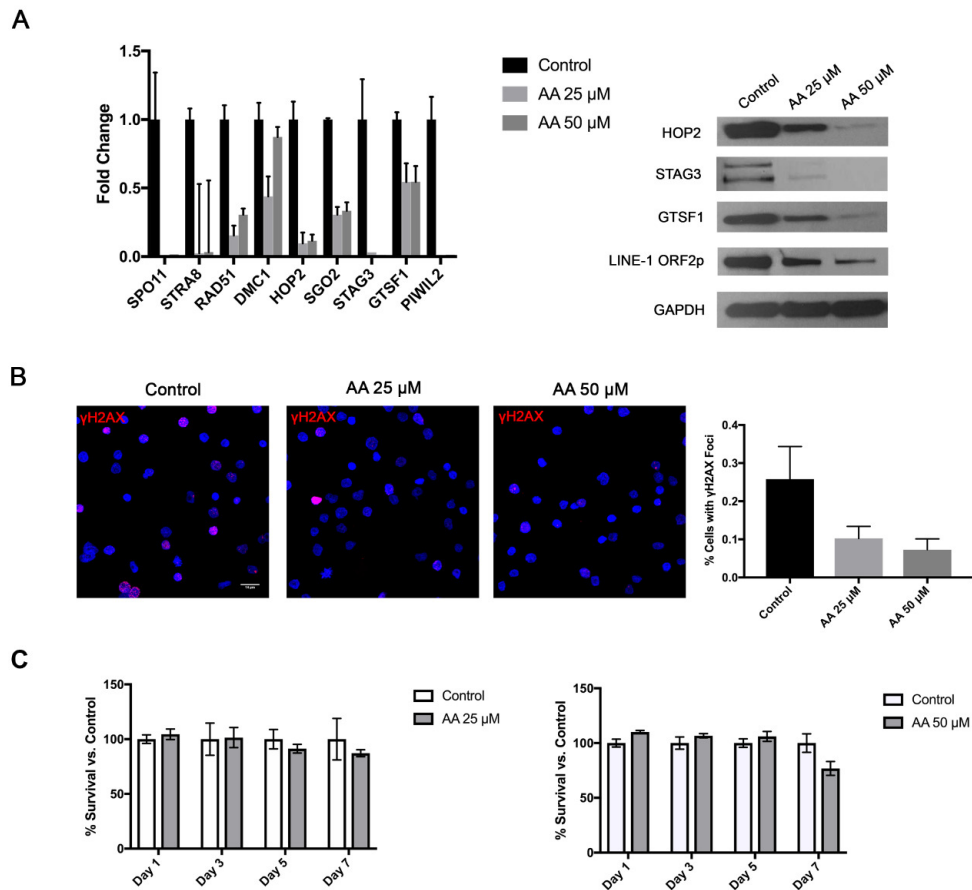 A
1.5
1.0
0.5
0.0
Fold Change
SPO11
STRA8
RAD51
DMC1
HOP2
SGO2
STAG3
GTSF1
PIWIL2
Control
AA 25 μM
AA 50 μM
Control
AA 25 μM
AA 50 μM
HOP2
STAG3
GTSF1
LINE-1 ORF2p
GAPDH
B
Control
AA 25 μM
AA 50 μM
γH2AX
γH2AX
γH2AX
0.4
0.3
0.2
0.1
0.0
% Cells with γH2AX Foci
Control
AA 25 μM
AA 50 μM
C
150
100
50
0
% Survival vs. Control
Day 1
Day 3
Day 5
Day 7
Control
AA 25 μM
150
100
50
0
% Survival vs. Control
Day 1
Day 3
Day 5
Day 7
Control
AA 50 μM